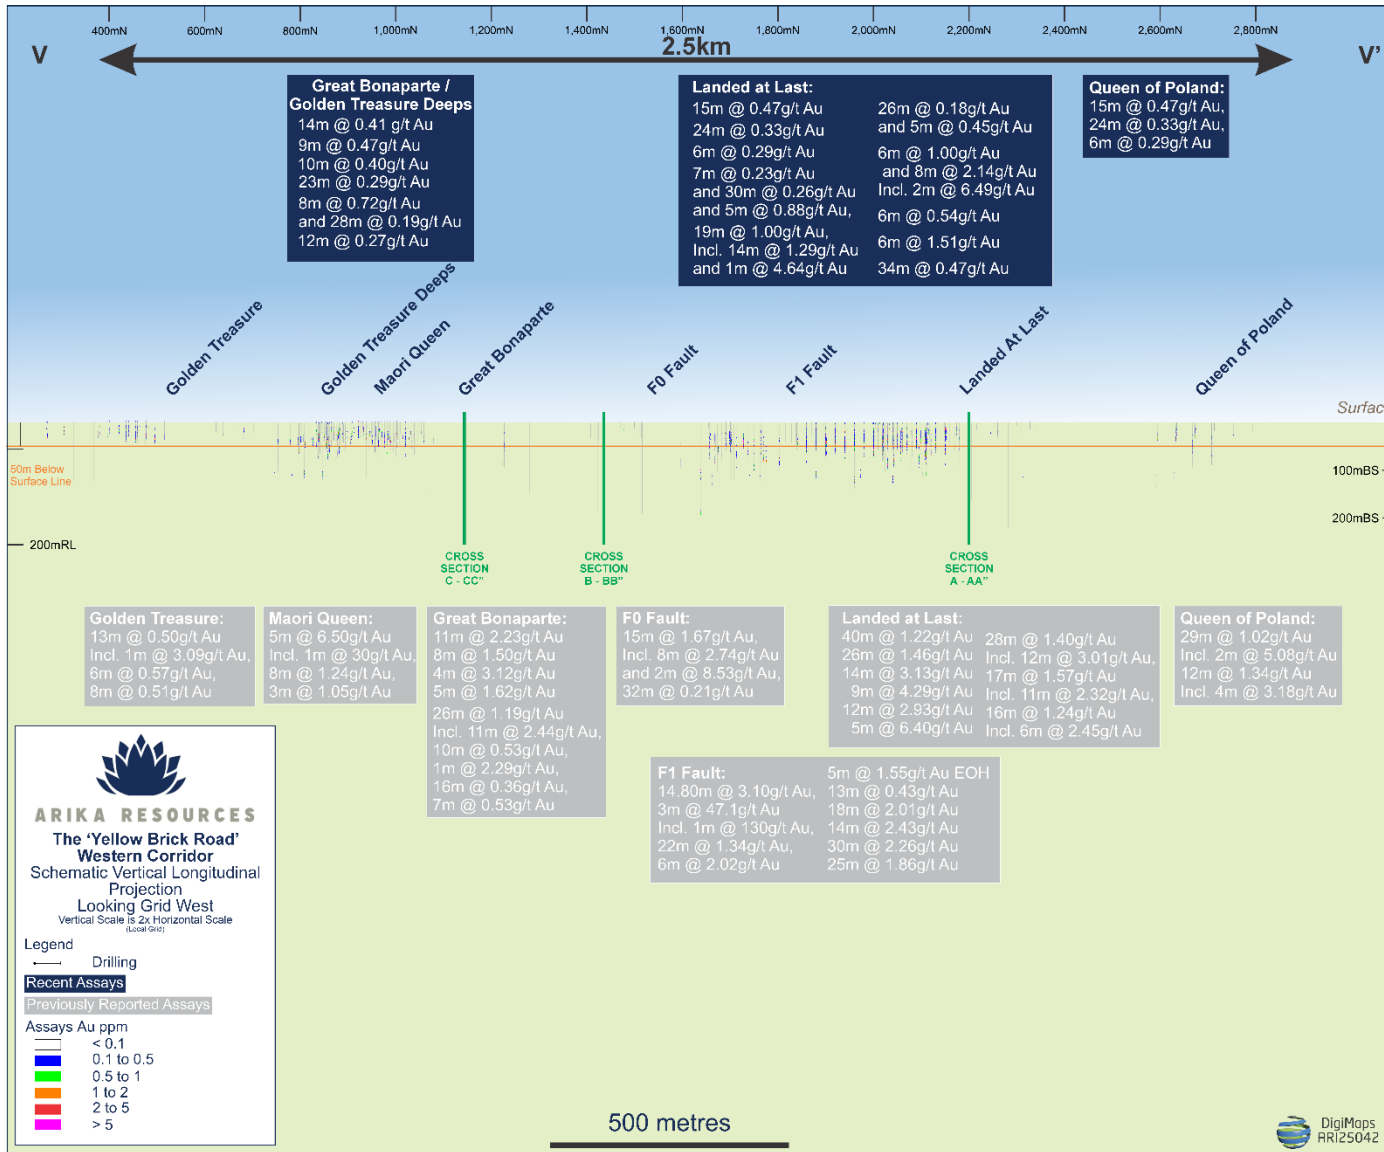 400mN 600mN 800mN 1,000mN 1,200mN 1,400mN 1,600mN 1,800mN 2,000mN 2,200mN 2,400mN 2,600mN 2,800mN
V 2.5km V'
Great Bonaparte /
Golden Treasure Deeps
14m @ 0.41 g/t Au
9m @ 0.47g/t Au
10m @ 0.40g/t Au
23m @ 0.29g/t Au
8m @ 0.72g/t Au
and 28m @ 0.19g/t Au
12m @ 0.27g/t Au
Landed at Last:
15m @ 0.47g/t Au
24m @ 0.33g/t Au
6m @ 0.29g/t Au
7m @ 0.23g/t Au
and 30m @ 0.26g/t Au
and 5m @ 0.88g/t Au,
19m @ 1.00g/t Au,
Incl. 14m @ 1.29g/t Au
and 1m @ 4.64g/t Au
26m @ 0.18g/t Au
and 5m @ 0.45g/t Au
6m @ 1.00g/t Au
and 8m @ 2.14g/t Au
Incl. 2m @ 6.49g/t Au
6m @ 0.54g/t Au
6m @ 1.51g/t Au
34m @ 0.47g/t Au
Queen of Poland:
15m @ 0.47g/t Au,
24m @ 0.33g/t Au,
6m @ 0.29g/t Au
Golden Treasure
Golden Treasure Deeps
Maori Queen
Great Bonaparte
F0 Fault
F1 Fault
Landed At Last
Queen of Poland
Surfac
50m Below
Surface Line
100mBS
200mBS
200mRL
CROSS
SECTION
C - CC"
CROSS
SECTION
B - BB"
CROSS
SECTION
A - AA"
Golden Treasure:
13m @ 0.50g/t Au
Incl. 1m @ 3.09g/t Au,
6m @ 0.57g/t Au,
8m @ 0.51g/t Au
Maori Queen:
5m @ 6.50g/t Au
Incl. 1m @ 30g/t Au,
8m @ 1.24g/t Au,
3m @ 1.05g/t Au
Great Bonaparte:
11m @ 2.23g/t Au
8m @ 1.50g/t Au
4m @ 3.12g/t Au
5m @ 1.62g/t Au
26m @ 1.19g/t Au
Incl. 11m @ 2.44g/t Au,
10m @ 0.53g/t Au,
1m @ 2.29g/t Au,
16m @ 0.36g/t Au
7m @ 0.53g/t Au
F0 Fault:
15m @ 1.67g/t Au,
Incl. 8m @ 2.74g/t Au
and 2m @ 8.53g/t Au,
32m @ 0.21g/t Au
Landed at Last:
40m @ 1.22g/t Au
26m @ 1.46g/t Au
14m @ 3.13g/t Au
9m @ 4.29g/t Au
12m @ 2.93g/t Au
5m @ 6.40g/t Au
28m @ 1.40g/t Au
Incl. 12m @ 3.01g/t Au,
17m @ 1.57g/t Au
Incl. 11m @ 2.32g/t Au,
16m @ 1.24g/t Au
Incl. 6m @ 2.45g/t Au
Queen of Poland:
29m @ 1.02g/t Au
Incl. 2m @ 5.08g/t Au
12m @ 1.34g/t Au
Incl. 4m @ 3.18g/t Au
F1 Fault:
14.80m @ 3.10g/t Au,
3m @ 47.1g/t Au
Incl. 1m @ 130g/t Au,
22m @ 1.34g/t Au,
6m @ 2.02g/t Au
5m @ 1.55g/t Au EOH
13m @ 0.43g/t Au
18m @ 2.01g/t Au
14m @ 2.43g/t Au
30m @ 2.26g/t Au
25m @ 1.86g/t Au
ARIKA RESOURCES
The 'Yellow Brick Road'
Western Corridor
Schematic Vertical Longitudinal
Projection
Looking Grid West
Vertical Scale is 2x Horizontal Scale
(Local Grid)
Legend
Drilling
Recent Assays
Previously Reported Assays
Assays Au ppm
< 0.1
0.1 to 0.5
0.5 to 1
1 to 2
2 to 5
> 5
500 metres
DigiMaps
ARI25042